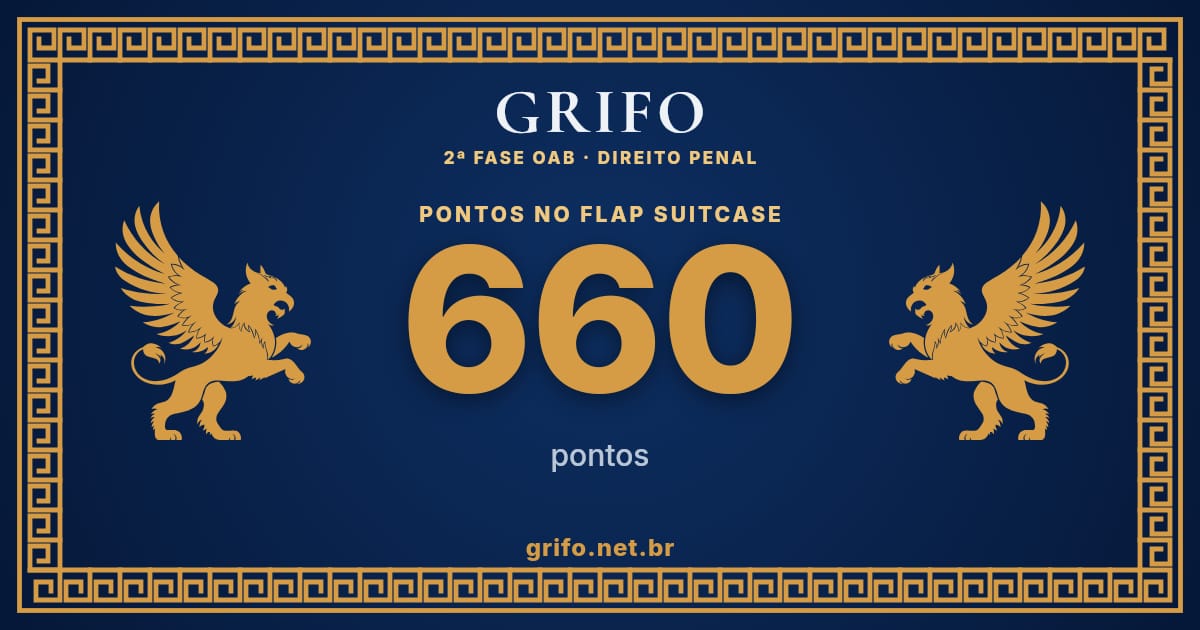 GRIFO
2ª FASE OAB · DIREITO PENAL
PONTOS NO FLAP SUITCASE
660
pontos
grifo.net.br